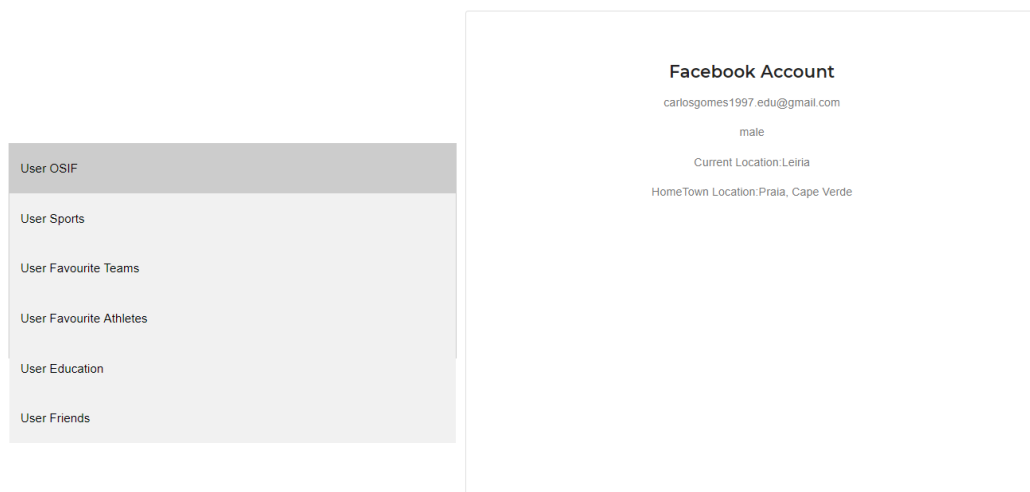 User OSIF
User Sports
User Favourite Teams
User Favourite Athletes
User Education
User Friends
Facebook Account
carlosgomes1997.edu@gmail.com
male
Current Location:Leiria
HomeTown Location:Praia, Cape Verde